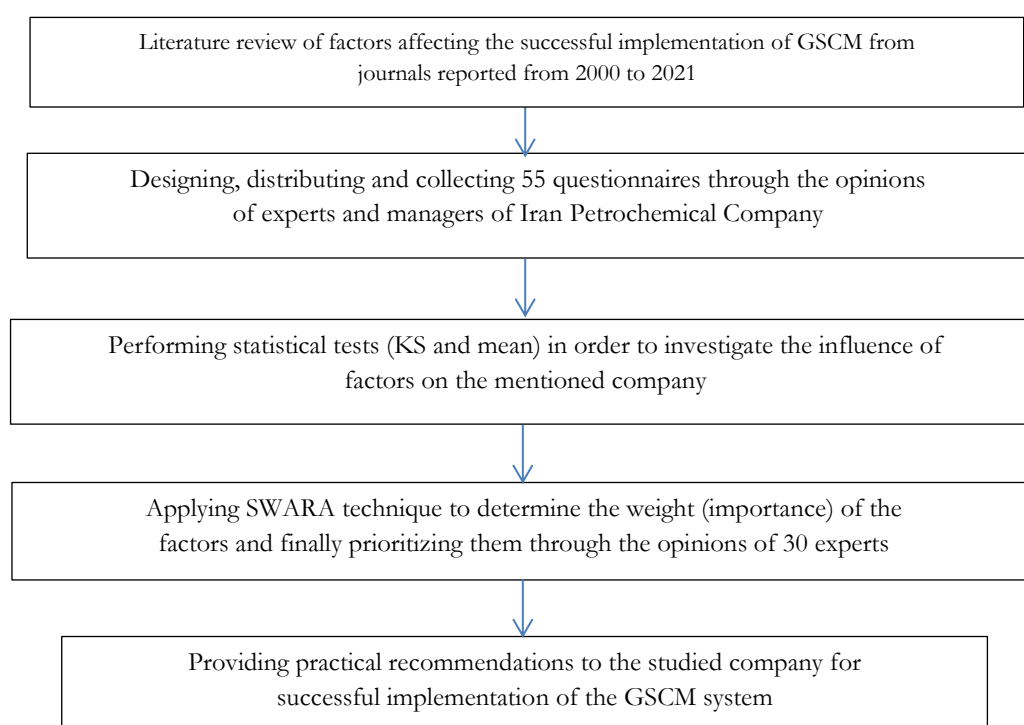 Literature review of factors affecting the successful implementation of GSCM from
journals reported from 2000 to 2021
Designing, distributing and collecting 55 questionnaires through the opinions
of experts and managers of Iran Petrochemical Company
Performing statistical tests (KS and mean) in order to investigate the influence of
factors on the mentioned company
Applying SWARA technique to determine the weight (importance) of the
factors and finally prioritizing them through the opinions of 30 experts
Providing practical recommendations to the studied company for
successful implementation of the GSCM system